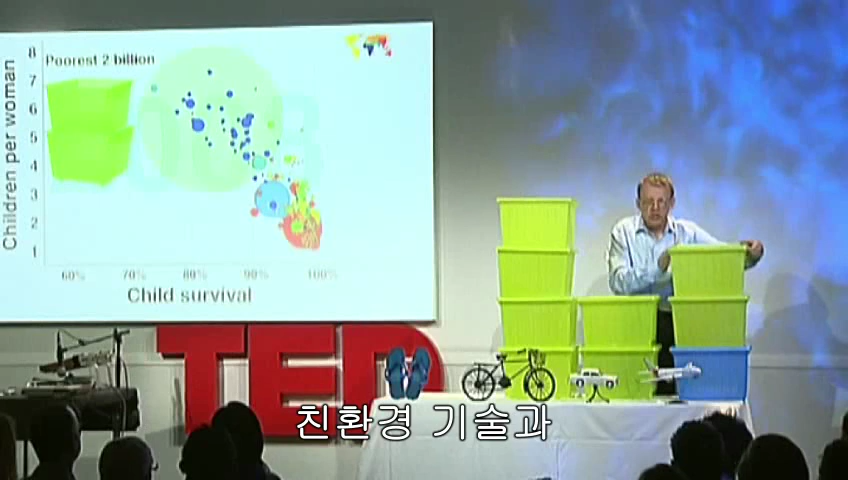 Poorest 2 billion
Children per woman
8
7
6
5
4
3
2
1
60%
70%
80%
90%
100%
Child survival
TED
친환경 기술과